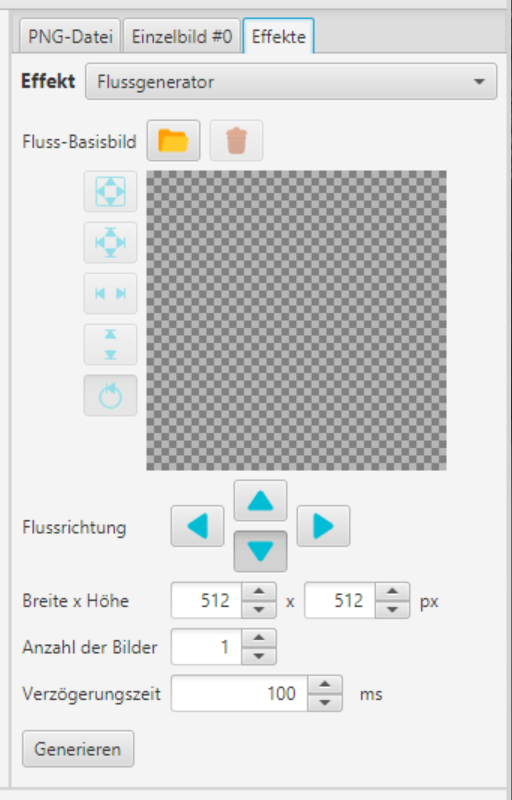 PNG-Datei Einzelbild #0 Effekte
Effekt Flussgenerator
Fluss-Basisbild
Flussrichtung
Breite x Höhe 512 x 512 px
Anzahl der Bilder 1
Verzögerungszeit 100 ms
Generieren